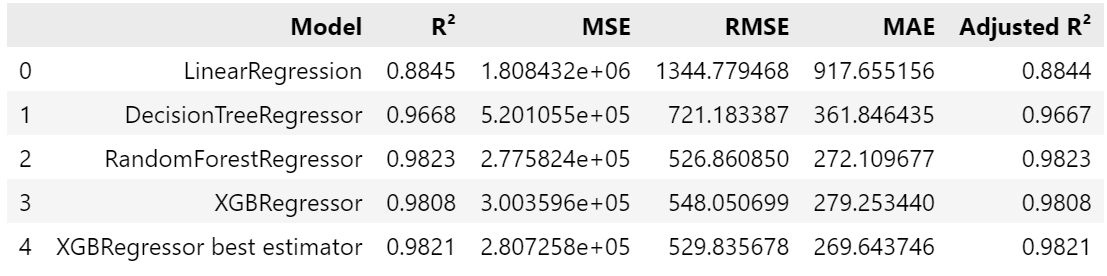 Model R² MSE RMSE MAE Adjusted R²
0 LinearRegression 0.8845 1.808432e+06 1344.779468 917.655156 0.8844
1 DecisionTreeRegressor 0.9668 5.201055e+05 721.183387 361.846435 0.9667
2 RandomForestRegressor 0.9823 2.775824e+05 526.860850 272.109677 0.9823
3 XGBRegressor 0.9808 3.003596e+05 548.050699 279.253440 0.9808
4 XGBRegressor best estimator 0.9821 2.807258e+05 529.835678 269.643746 0.9821